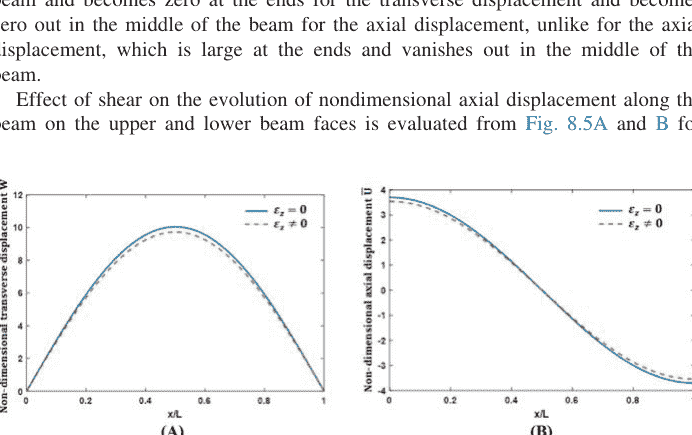 beam and becomes zero at the ends for the transverse displacement and
zero out in the middle of the beam for the axial displacement, unlike for the
displacement, which is large at the ends and vanishes out in the middle of
beam.
Effect of shear on the evolution of nondimensional axial displacement along
beam on the upper and lower beam faces is evaluated from Fig. 8.5A and B
Non-dimensional transverse displacement W
12
10
8
6
4
2
0
εz = 0
εz ≠ 0
0 0.2 0.4 0.6 0.8 1
x/L
(A)
Non-dimensional axial displacement U
4
3
2
1
0
-1
-2
-3
-4
εz = 0
εz ≠ 0
0 0.2 0.4 0.6 0.8
x/L
(B)